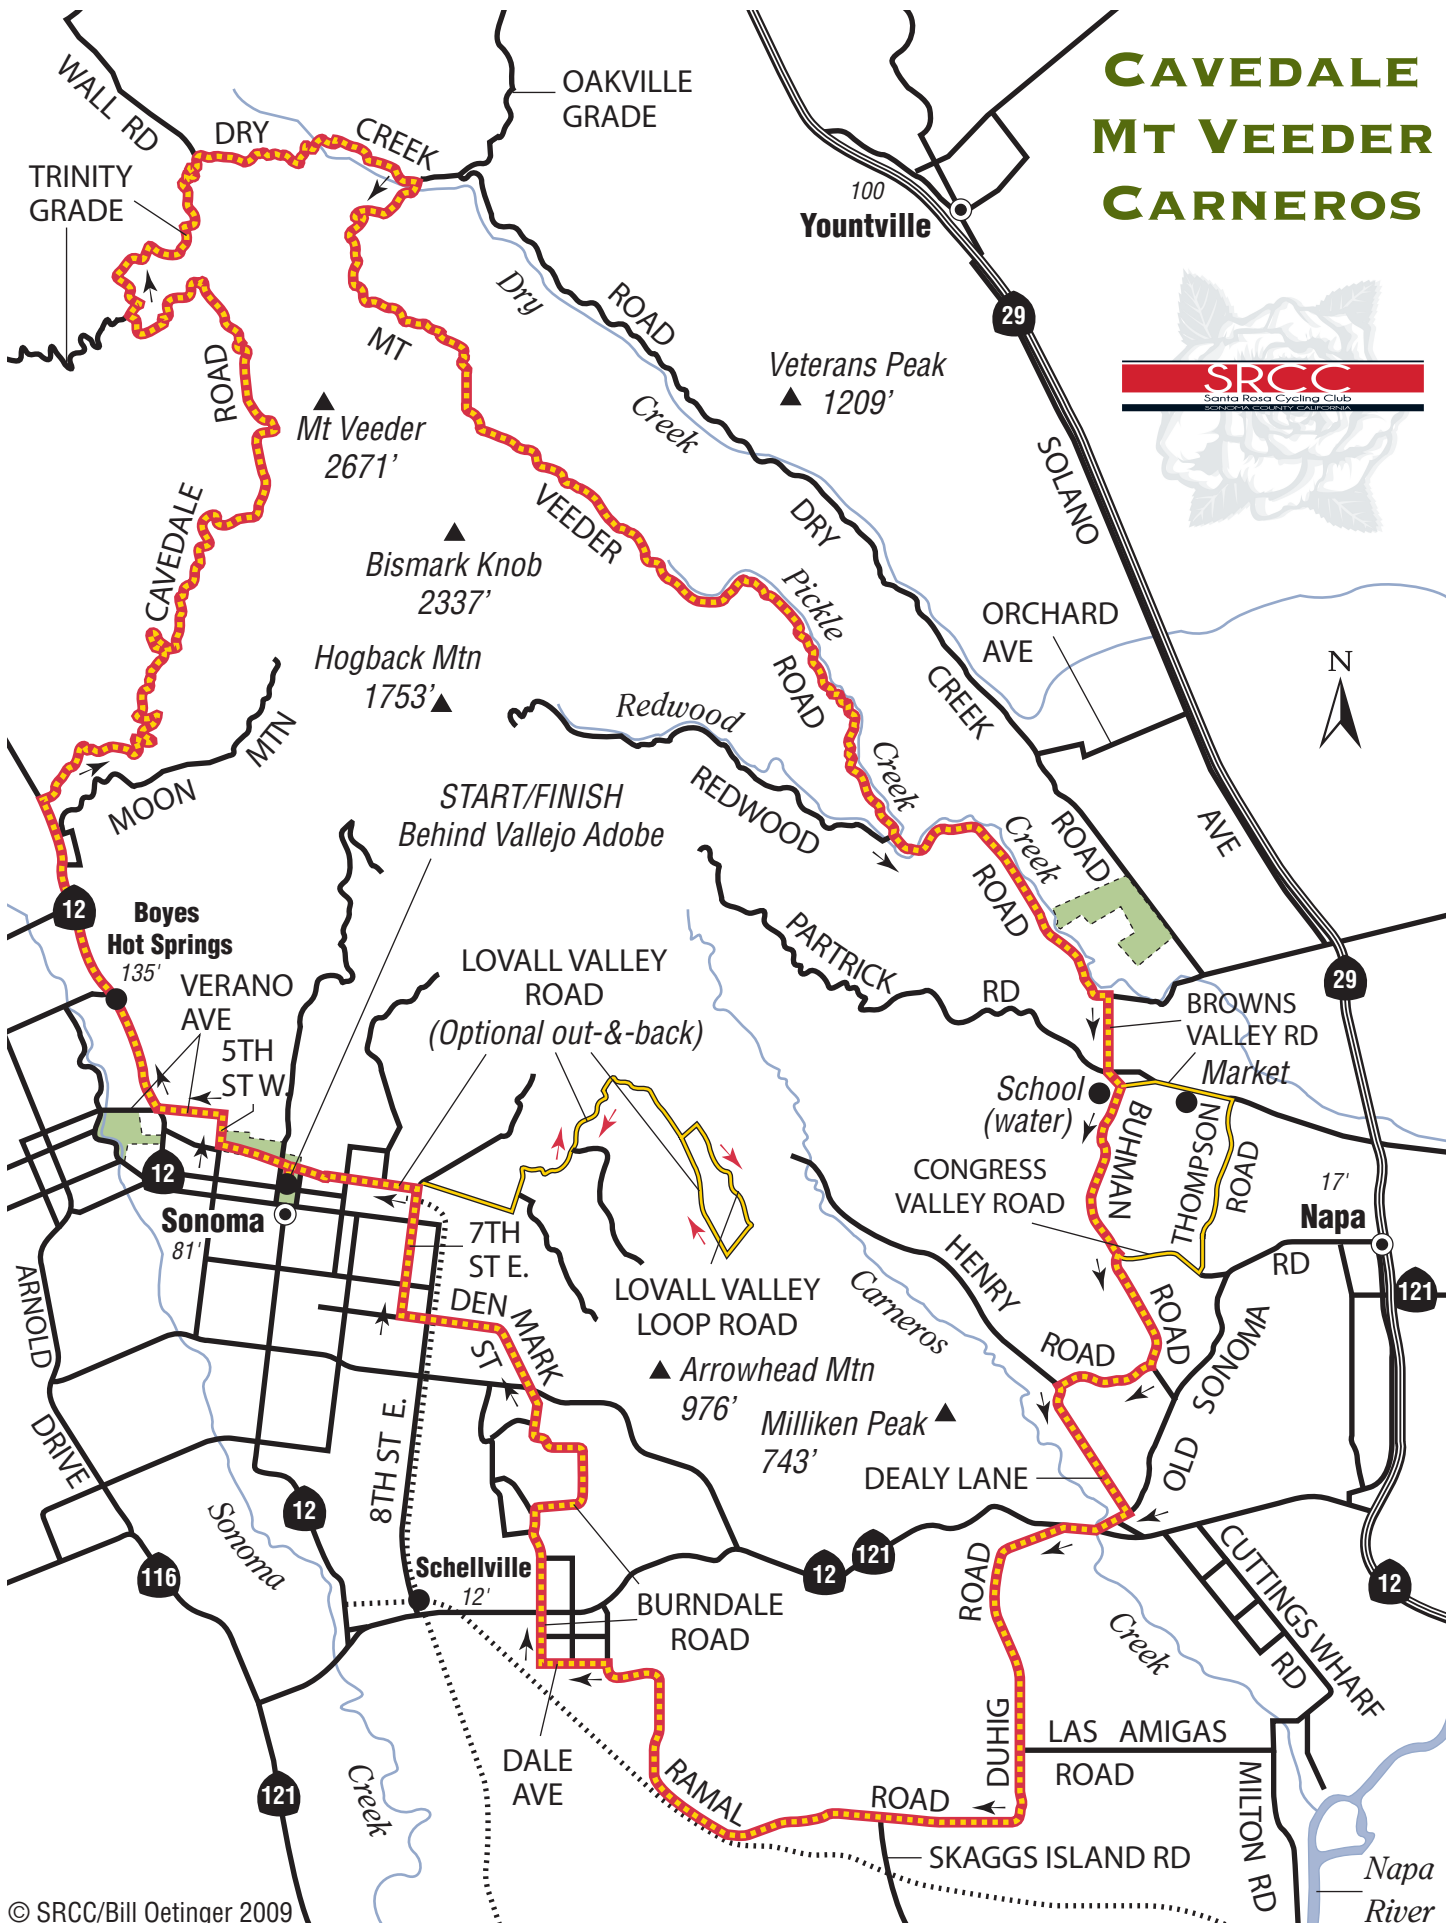 CAVEDALE
MT VEEDER
CARNEROS
SRCC
Santa Rosa Cycling Club
SONOMA COUNTY CALIFORNIA
WALL RD
OAKVILLE
GRADE
DRY
CREEK
ROAD
DRY
CREEK
ROAD
TRINITY
GRADE
100
Yountville
29
Dry
Creek
MT
VEEDER
ROAD
Veterans Peak
1209'
SOLANO
AVE
CAVEDALE
ROAD
Mt Veeder
2671'
Bismark Knob
2337'
Hogback Mtn
1753'
Pickle
Creek
ORCHARD
AVE
N
Redwood
Creek
REDWOOD
ROAD
MOON
MTN
START/FINISH
Behind Vallejo Adobe
12
Boyes
Hot Springs
135'
VERANO
AVE
5TH
ST W.
LOVALL VALLEY
ROAD
(Optional out-&-back)
PARTRICK
RD
29
BROWNS
VALLEY RD
Market
School
(water)
BUHMAN
ROAD
THOMPSON
ROAD
CONGRESS
VALLEY ROAD
12
Sonoma
81'
7TH
ST E.
DEN MARK
ST
LOVALL VALLEY
LOOP ROAD
Carneros
Creek
HENRY
ROAD
17'
Napa
121
OLD
SONOMA
RD
ARNOLD
DRIVE
8TH ST E.
Arrowhead Mtn
976'
Milliken Peak
743'
DEALY LANE
12
116
Sonoma
Creek
Schellville
12'
12
121
12
BURNDALE
ROAD
DUHIG
ROAD
CUTTINGS WHARF
RD
DALE
AVE
RAMAL
ROAD
LAS AMIGAS
ROAD
MILTON RD
121
SKAGGS ISLAND RD
Napa
River
© SRCC/Bill Oetinger 2009